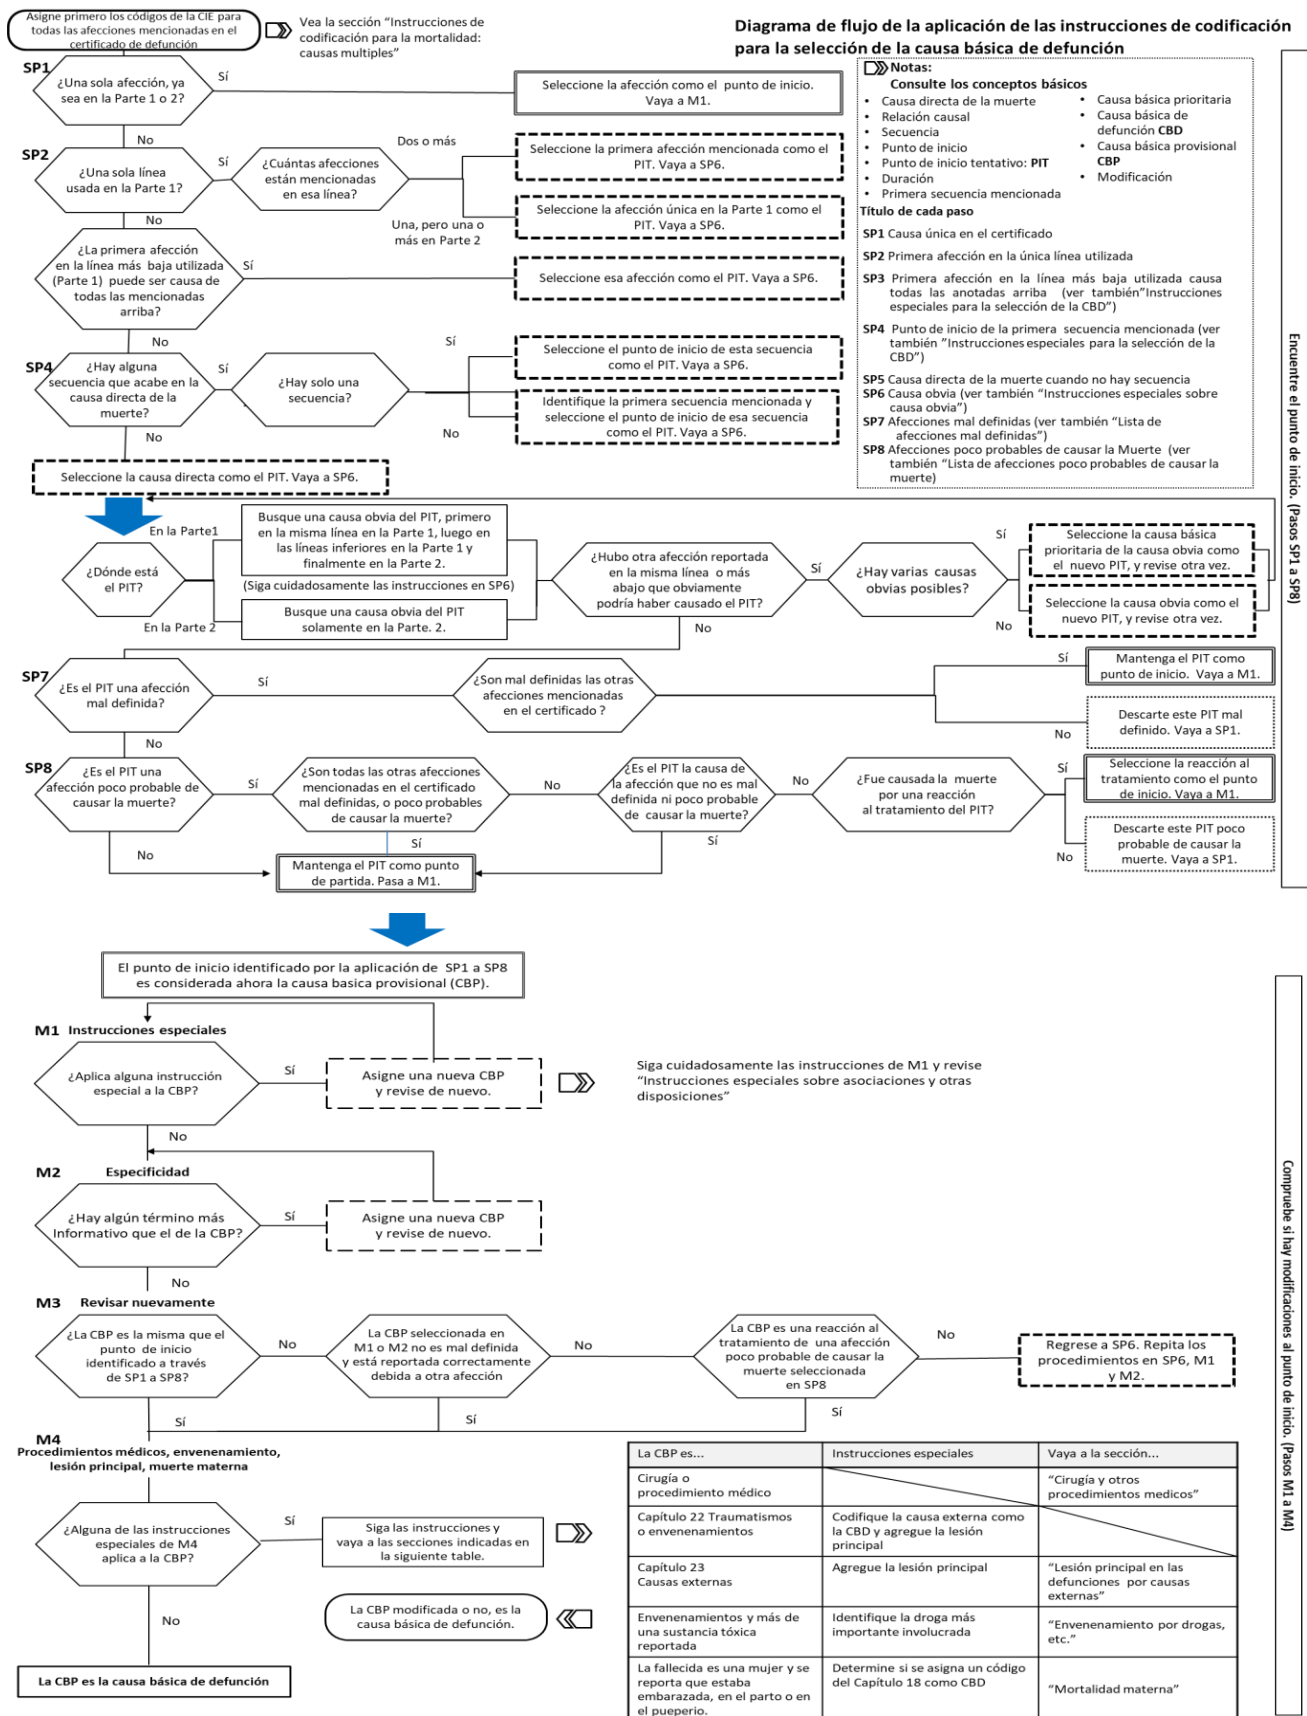 Asigne primero los códigos de la CIE para
todas las afecciones mencionadas en el
certificado de defunción
Vea la sección “Instrucciones de
codificación para la mortalidad:
causas multiples”
Diagrama de flujo de la aplicación de las instrucciones de codificación
para la selección de la causa básica de defunción
SP1
¿Una sola afección, ya
sea en la Parte 1 o 2?
Sí
Seleccione la afección como el punto de inicio.
Vaya a M1.
No
SP2
¿Una sola línea
usada en la Parte 1?
Sí
¿Cuántas afecciones
están mencionadas
en esa línea?
Dos o más
Seleccione la primera afección mencionada como el
PIT. Vaya a SP6.
Una, pero una o
más en Parte 2
Seleccione la afección única en la Parte 1 como el
PIT. Vaya a SP6.
No
¿La primera afección
en la línea más baja utilizada
(Parte 1) puede ser causa de
todas las mencionadas
arriba?
Sí
Seleccione esa afección como el PIT. Vaya a SP6.
No
SP4
¿Hay alguna
secuencia que acabe en la
causa directa de la
muerte?
Sí
¿Hay solo una
secuencia?
Sí
Seleccione el punto de inicio de esta secuencia
como el PIT. Vaya a SP6.
No
Identifique la primera secuencia mencionada y
seleccione el punto de inicio de esa secuencia
como el PIT. Vaya a SP6.
No
Seleccione la causa directa como el PIT. Vaya a SP6.
Notas:
Consulte los conceptos básicos
• Causa directa de la muerte
• Relación causal
• Secuencia
• Punto de inicio
• Punto de inicio tentativo: PIT
• Duración
• Primera secuencia mencionada
• Causa básica prioritaria
• Causa básica de
defunción CBD
• Causa básica provisional
CBP
• Modificación
Título de cada paso
SP1 Causa única en el certificado
SP2 Primera afección en la única línea utilizada
SP3 Primera afección en la línea más baja utilizada causa
todas las anotadas arriba (ver también”Instrucciones
especiales para la selección de la CBD”)
SP4 Punto de inicio de la primera secuencia mencionada (ver
también ”Instrucciones especiales para la selección de la
CBD”)
SP5 Causa directa de la muerte cuando no hay secuencia
SP6 Causa obvia (ver también “Instrucciones especiales sobre
causa obvia”)
SP7 Afecciones mal definidas (ver también “Lista de
afecciones mal definidas”)
SP8 Afecciones poco probables de causar la Muerte (ver
también “Lista de afecciones poco probables de causar la
muerte)
Encuentre el punto de inicio. (Pasos SP1 a SP8)
¿Dónde está
el PIT?
En la Parte1
Busque una causa obvia del PIT, primero
en la misma línea en la Parte 1, luego en
las líneas inferiores en la Parte 1 y
finalmente en la Parte 2.
(Siga cuidadosamente las instrucciones en SP6)
En la Parte 2
Busque una causa obvia del PIT
solamente en la Parte. 2.
¿Hubo otra afección reportada
en la misma línea o más
abajo que obviamente
podría haber causado el PIT?
Sí
¿Hay varias causas
obvias posibles?
Sí
Seleccione la causa básica
prioritaria de la causa obvia como
el nuevo PIT, y revise otra vez.
No
Seleccione la causa obvia como el
nuevo PIT, y revise otra vez.
No
SP7
¿Es el PIT una afección
mal definida?
Sí
¿Son mal definidas las otras
afecciones mencionadas
en el certificado ?
Sí
Mantenga el PIT como
punto de inicio. Vaya a M1.
No
Descarte este PIT mal
definido. Vaya a SP1.
No
SP8
¿Es el PIT una
afección poco probable de
causar la muerte?
Sí
¿Son todas las otras afecciones
mencionadas en el certificado
mal definidas, o poco probables
de causar la muerte?
No
¿Es el PIT la causa de
la afección que no es mal
definida ni poco probable
de causar la muerte?
No
¿Fue causada la muerte
por una reacción
al tratamiento del PIT?
Sí
Seleccione la reacción al
tratamiento como el punto
de inicio. Vaya a M1.
No
Descarte este PIT poco
probable de causar la
muerte. Vaya a SP1.
No
Sí
Sí
Mantenga el PIT como punto
de partida. Pasa a M1.
El punto de inicio identificado por la aplicación de SP1 a SP8
es considerada ahora la causa basica provisional (CBP).
M1 Instrucciones especiales
¿Aplica alguna instrucción
especial a la CBP?
Sí
Asigne una nueva CBP
y revise de nuevo.
Siga cuidadosamente las instrucciones de M1 y revise
“Instrucciones especiales sobre asociaciones y otras
disposiciones”
No
M2 Especificidad
¿Hay algún término más
Informativo que el de la CBP?
Sí
Asigne una nueva CBP
y revise de nuevo.
No
M3 Revisar nuevamente
¿La CBP es la misma que el
punto de inicio
identificado a través
de SP1 a SP8?
No
La CBP seleccionada en
M1 o M2 no es mal definida
y está reportada correctamente
debida a otra afección
No
La CBP es una reacción al
tratamiento de una afección
poco probable de causar la
muerte seleccionada
en SP8
No
Regrese a SP6. Repita los
procedimientos en SP6, M1
y M2.
Sí
Sí
Sí
M4
Procedimientos médicos, envenenamiento,
lesión principal, muerte materna
¿Alguna de las instrucciones
especiales de M4
aplica a la CBP?
Sí
Siga las instrucciones y
vaya a las secciones indicadas en
la siguiente table.
No
La CBP modificada o no, es la
causa básica de defunción.
La CBP es la causa básica de defunción
La CBP es... Instrucciones especiales Vaya a la sección...
Cirugía o
procedimiento médico
“Cirugía y otros
procedimientos medicos”
Capítulo 22 Traumatismos
o envenenamientos
Codifique la causa externa como
la CBD y agregue la lesión
principal
Capítulo 23
Causas externas
Agregue la lesión principal
“Lesión principal en las
defunciones por causas
externas”
Envenenamientos y más de
una sustancia tóxica
reportada
Identifique la droga más
importante involucrada
“Envenenamiento por drogas,
etc.”
La fallecida es una mujer y se
reporta que estaba
embarazada, en el parto o en
el pueperio.
Determine si se asigna un código
del Capítulo 18 como CBD
“Mortalidad materna”
Compruebe si hay modificaciones al punto de inicio. (Pasos M1 a M4)